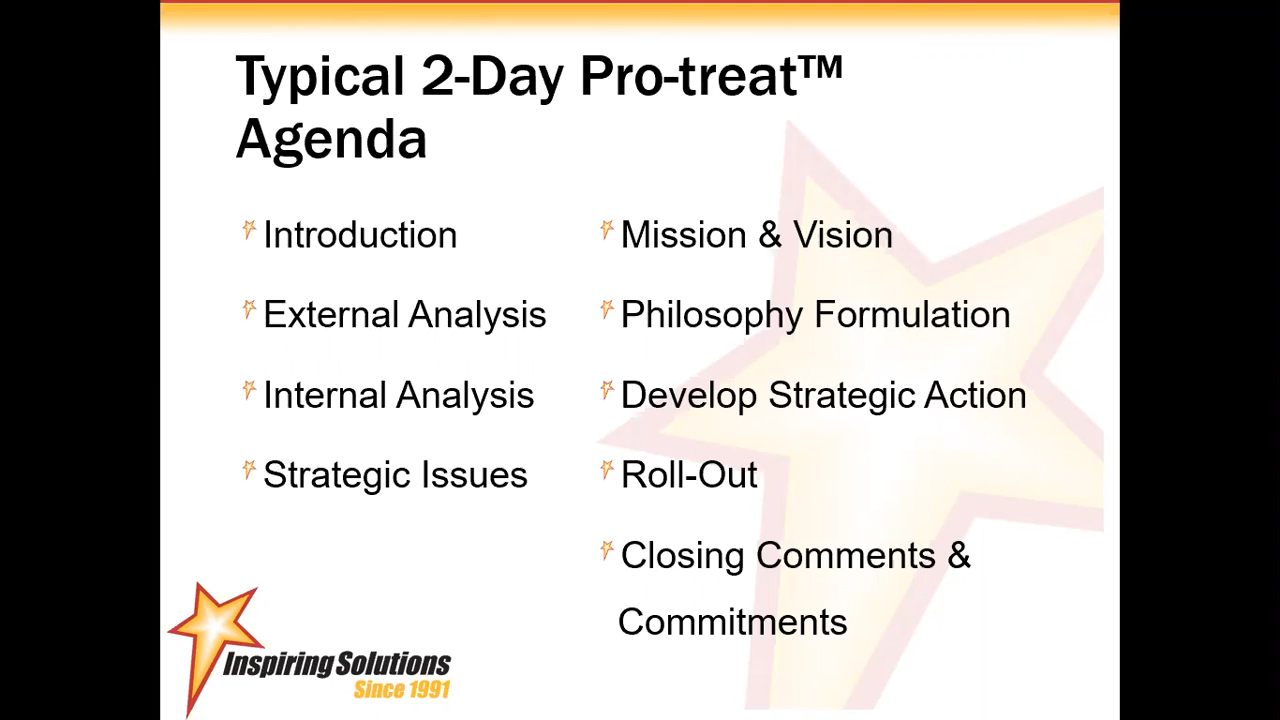 Typical 2-Day Pro-treat™
Agenda
Introduction
External Analysis
Internal Analysis
Strategic Issues
Mission & Vision
Philosophy Formulation
Develop Strategic Action
Roll-Out
Closing Comments &
Commitments
Inspiring Solutions
Since 1991